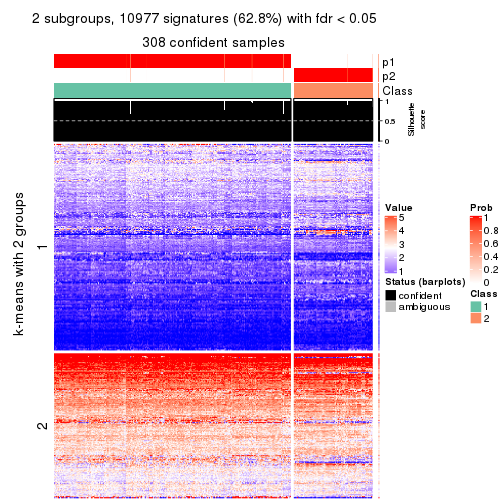 2 subgroups, 10977 signatures (62.8%) with fdr < 0.05
308 confident samples
p1
p2
Class
1
0.5
0
Silhouette
score
k-means with 2 groups
1
2
Value
5
4
3
2
1
Status (barplots)
confident
ambiguous
Prob
1
0.8
0.6
0.4
0.2
0
Class
1
2